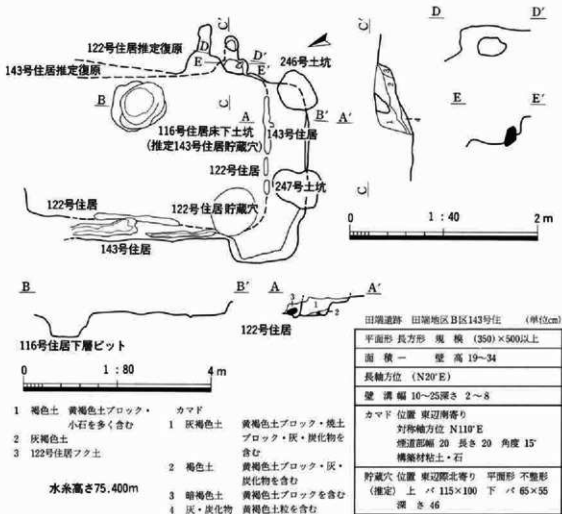 122号住居推定復原
143号住居推定復原
D
E
C'
D'
E'
246号土坑
B
C
A
B'
A'
116号住居床下土坑
(推定143号住居貯蔵穴)
143号住居
122号住居
247号土坑
122号住居
122号住居貯蔵穴
143号住居
C'
4
C
D
D'
E
E'
0
1 : 40
2 m
B
B'
116号住居下層ピット
A
A'
3
1
2
122号住居
0
1 : 80
4 m
1 褐色土 黄褐色土ブロック・
小石を多く含む
2 灰褐色土
3 122号住居フク土
水糸高さ75.400m
カマド
1 灰褐色土 黄褐色土ブロック・焼土
ブロック・灰・炭化物を
含む
2 褐色土 黄褐色土ブロック・灰・
炭化物を含む
3 暗褐色土 黄褐色土ブロックを含む
4 灰・炭化物 黄褐色土粒を含む
田端遺跡 田端地区B区143号住 (単位cm)
平面形 長方形 規模 (350)×500以上
面積 ー 壁高 19~34
長軸方位 (N20°E)
壁溝 幅 10~25 深さ 2~8
カマド 位置 東辺南寄り
対称軸方位 N110°E
煙道部幅 20 長さ 20 角度 15°
構築材粘土・石
貯蔵穴 位置 東辺際北寄り 平面形 不整形
(推定) 上バ 115×100 下バ 65×55
深さ 46